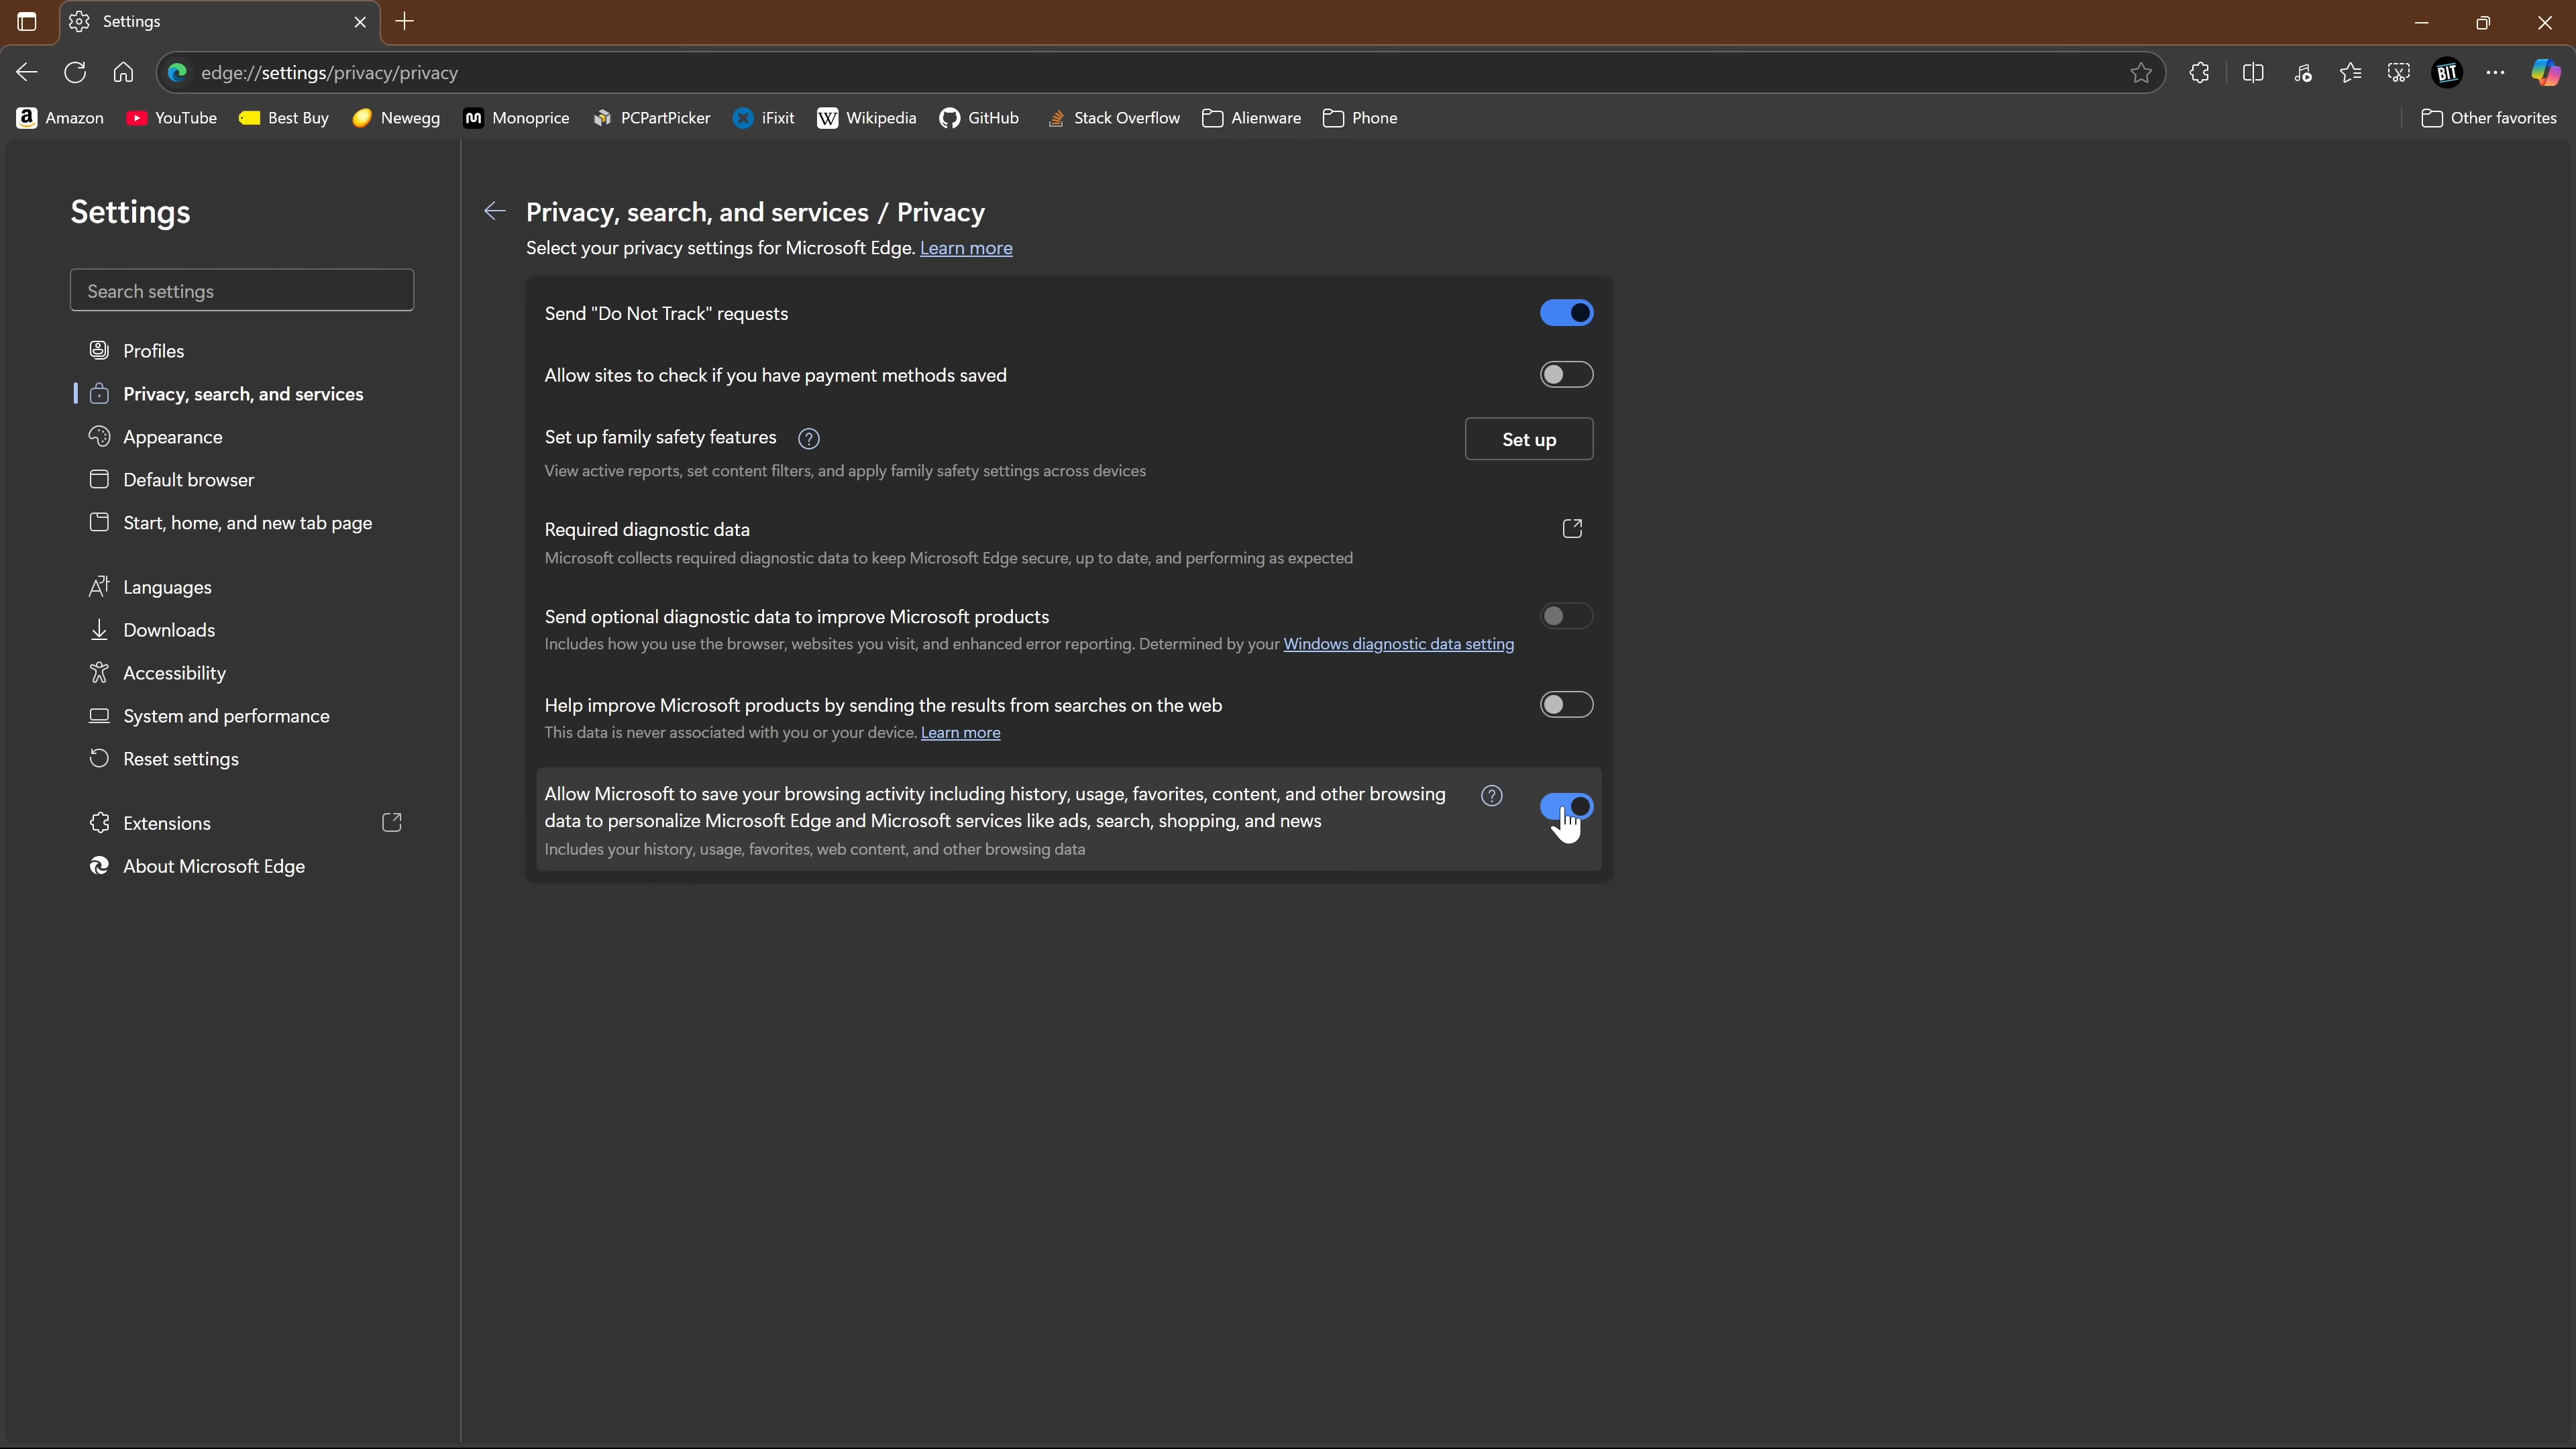 Settings
edge://settings/privacy/privacy
BIT
Amazon
YouTube
Best Buy
Newegg
Monoprice
PCPartPicker
iFixit
Wikipedia
GitHub
Stack Overflow
Alienware
Phone
Other favorites
Settings
Search settings
Profiles
Privacy, search, and services
Appearance
Default browser
Start, home, and new tab page
Languages
Downloads
Accessibility
System and performance
Reset settings
Extensions
About Microsoft Edge
Privacy, search, and services / Privacy
Select your privacy settings for Microsoft Edge. Learn more
Send "Do Not Track" requests
Allow sites to check if you have payment methods saved
Set up family safety features
Set up
View active reports, set content filters, and apply family safety settings across devices
Required diagnostic data
Microsoft collects required diagnostic data to keep Microsoft Edge secure, up to date, and performing as expected
Send optional diagnostic data to improve Microsoft products
Includes how you use the browser, websites you visit, and enhanced error reporting. Determined by your Windows diagnostic data setting
Help improve Microsoft products by sending the results from searches on the web
This data is never associated with you or your device. Learn more
Allow Microsoft to save your browsing activity including history, usage, favorites, content, and other browsing
data to personalize Microsoft Edge and Microsoft services like ads, search, shopping, and news
Includes your history, usage, favorites, web content, and other browsing data